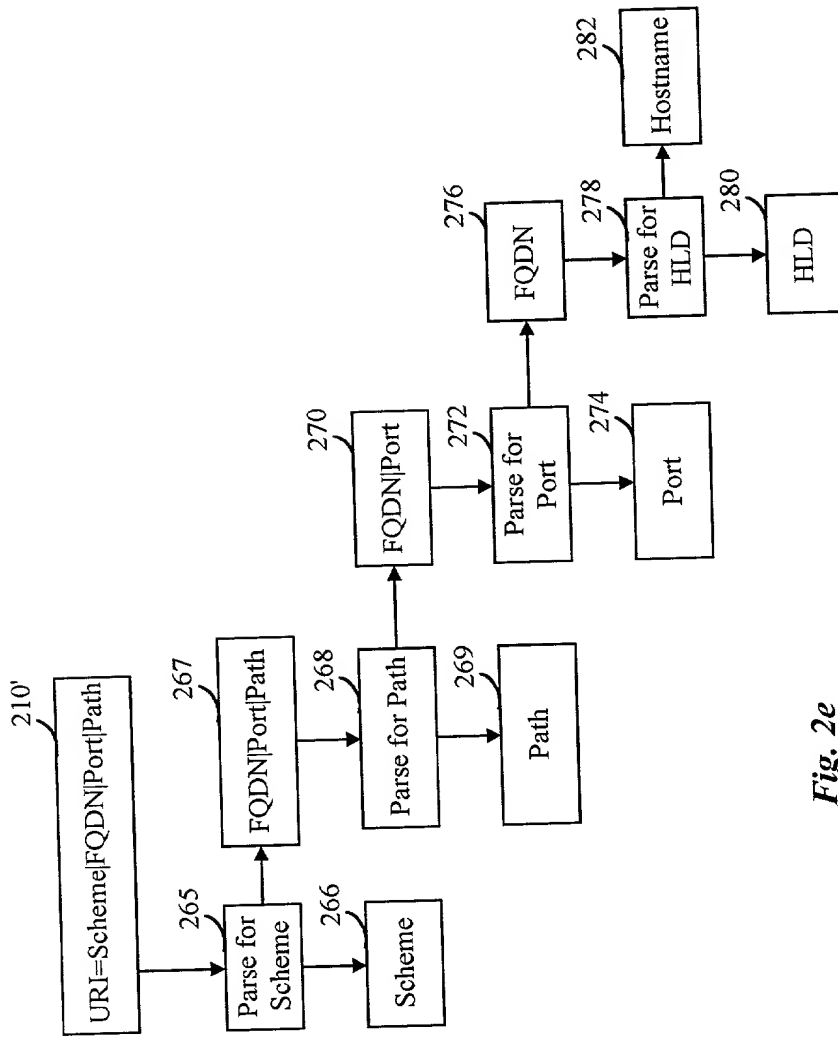 210'
URI=Scheme|FQDN|Port|Path
265
Parse for
Scheme
266
Scheme
267
FQDN|Port|Path
268
Parse for Path
269
Path
270
FQDN|Port
272
Parse for
Port
274
Port
276
FQDN
278
Parse for
HLD
280
HLD
282
Hostname
Fig. 2e